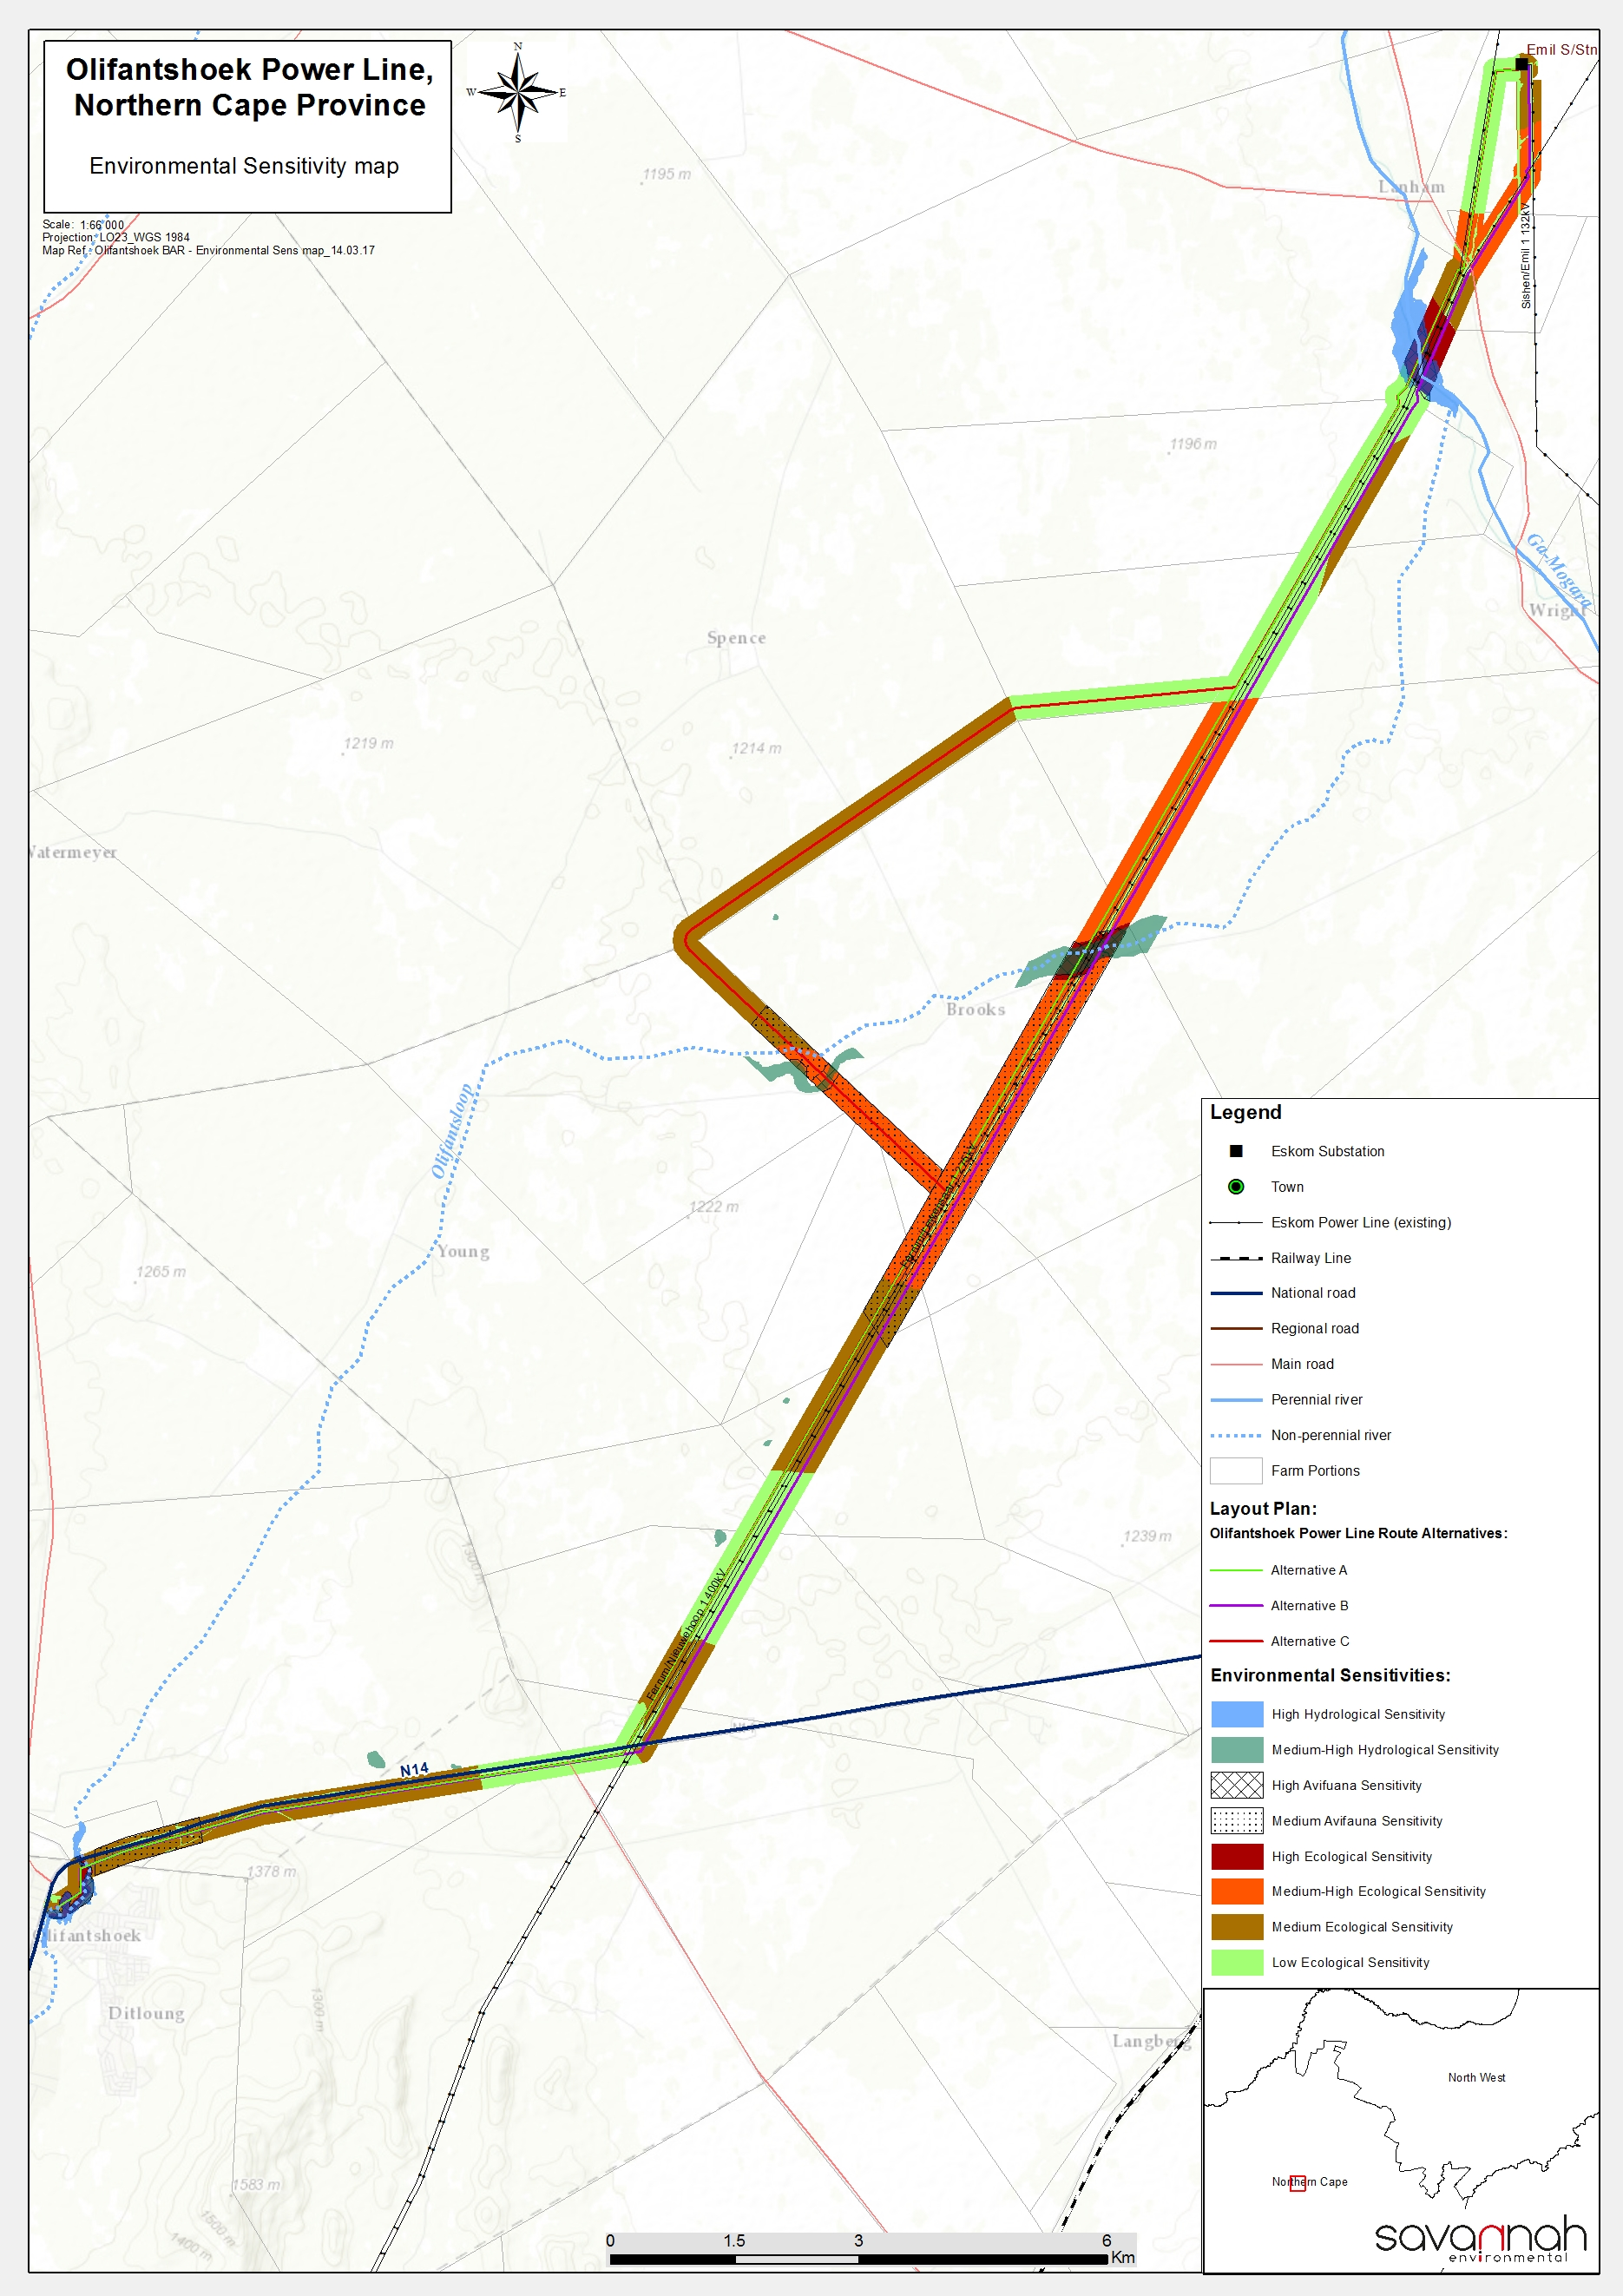 Olifantshoek Power Line,
Northern Cape Province
Environmental Sensitivity map
Scale: 1:66 000
Projection: LO23_WGS 1984
Map Ref.: Olifantshoek BAR - Environmental Sens map_14.03.17
N
W
E
S
Emil S/Stn
1195 m
Lanham
Sishen/Emil 1 132kV
1196 m
Ga-Mogara
Wright
Spence
1219 m
1214 m
Watermeyer
Brooks
Olifantsloop
1222 m
Young
1265 m
1300 m
1239 m
Ferrum/Nieuwehoop 1 400kV
N14
1378 m
Olifantshoek
Ditloung
1300 m
Langberg
1583 m
1500 m
1400 m
0
1.5
3
6
Km
Legend
Eskom Substation
Town
Eskom Power Line (existing)
Railway Line
National road
Regional road
Main road
Perennial river
Non-perennial river
Farm Portions
Layout Plan:
Olifantshoek Power Line Route Alternatives:
Alternative A
Alternative B
Alternative C
Environmental Sensitivities:
High Hydrological Sensitivity
Medium-High Hydrological Sensitivity
High Avifuana Sensitivity
Medium Avifauna Sensitivity
High Ecological Sensitivity
Medium-High Ecological Sensitivity
Medium Ecological Sensitivity
Low Ecological Sensitivity
North West
Northern Cape
savannah
environmental